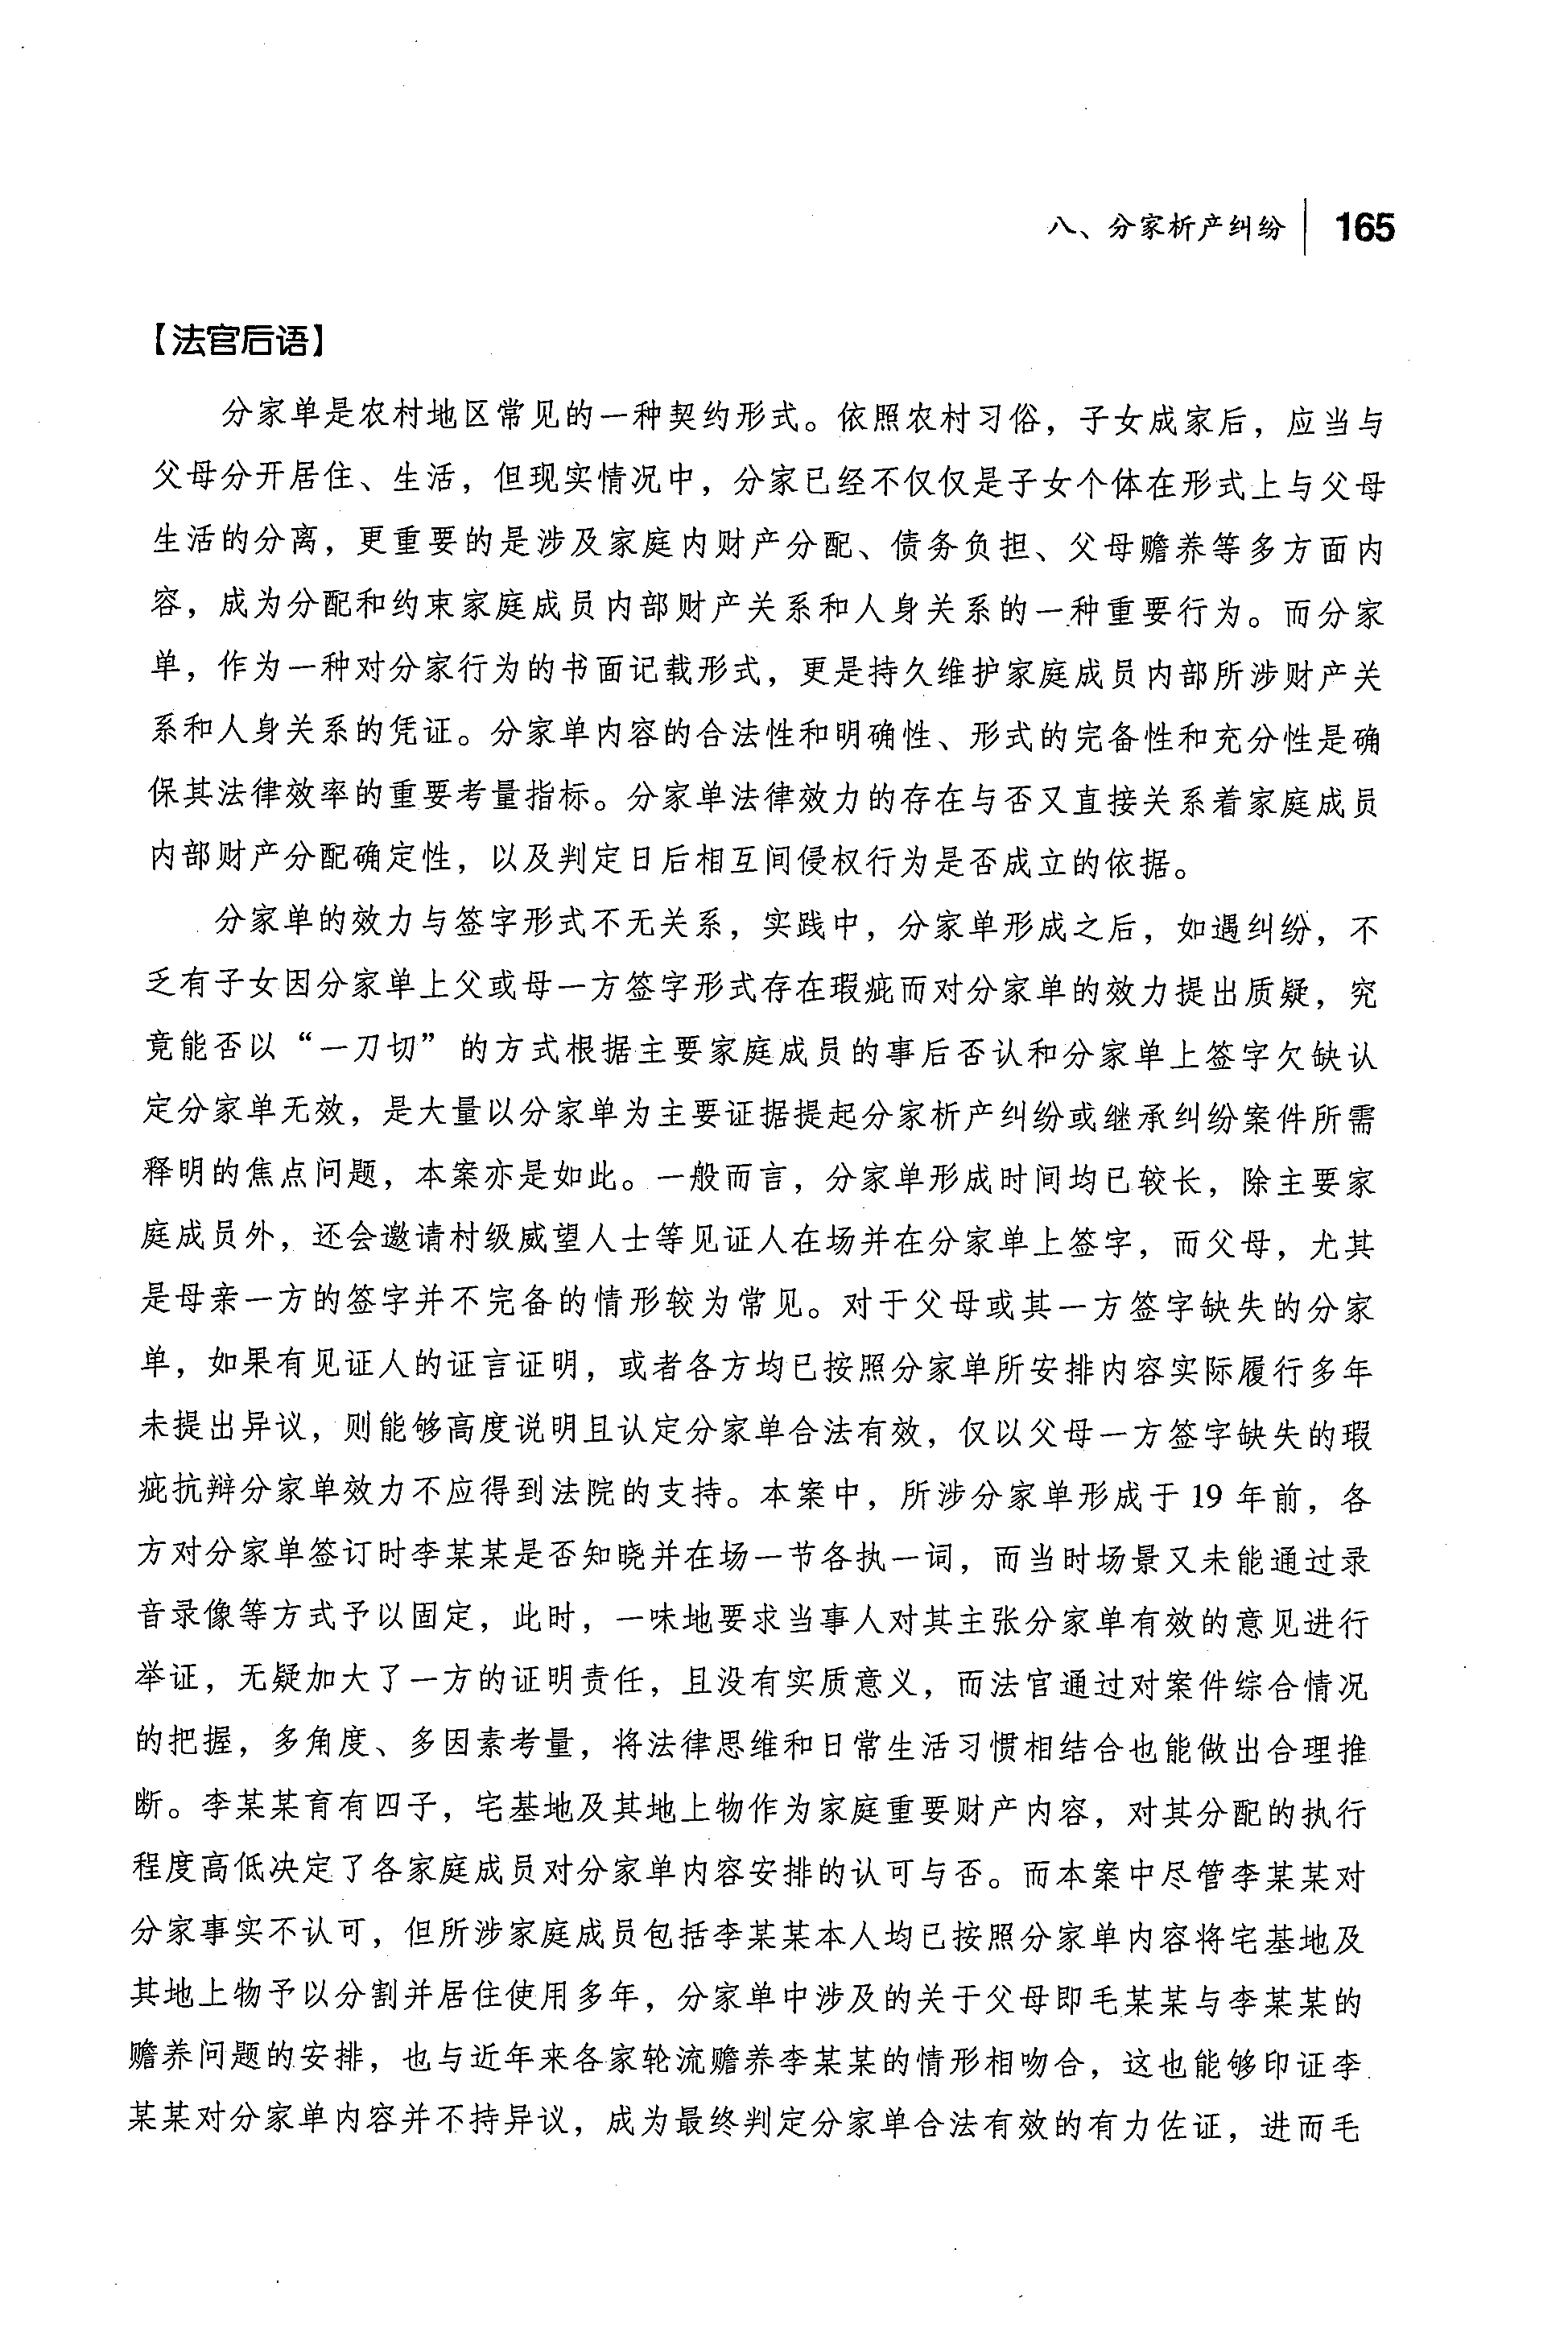 八、分家析产纠纷 165
【法官后语】
分家单是农村地区常见的一种契约形式。依照农村习俗，子女成家后，应当与
父母分开居住、生活，但现实情况中，分家已经不仅仅是子女个体在形式上与父母
生活的分离，更重要的是涉及家庭内财产分配、债务负担、父母赡养等多方面内
容，成为分配和约束家庭成员内部财产关系和人身关系的一种重要行为。而分家
单，作为一种对分家行为的书面记载形式，更是持久维护家庭成员内部所涉财产关
系和人身关系的凭证。分家单内容的合法性和明确性、形式的完备性和充分性是确
保其法律效率的重要考量指标。分家单法律效力的存在与否又直接关系着家庭成员
内部财产分配确定性，以及判定日后相互间侵权行为是否成立的依据。
分家单的效力与签字形式不无关系，实践中，分家单形成之后，如遇纠纷，不
乏有子女因分家单上父或母一方签字形式存在瑕疵而对分家单的效力提出质疑，究
竟能否以“一刀切”的方式根据主要家庭成员的事后否认和分家单上签字欠缺认
定分家单无效，是大量以分家单为主要证据提起分家析产纠纷或继承纠纷案件所需
释明的焦点问题，本案亦是如此。一般而言，分家单形成时间均已较长，除主要家
庭成员外，还会邀请村级威望人士等见证人在场并在分家单上签字，而父母，尤其
是母亲一方的签字并不完备的情形较为常见。对于父母或其一方签字缺失的分家
单，如果有见证人的证言证明，或者各方均已按照分家单所安排内容实际履行多年
未提出异议，则能够高度说明且认定分家单合法有效，仅以父母一方签字缺失的瑕
疵抗辩分家单效力不应得到法院的支持。本案中，所涉分家单形成于 19 年前，各
方对分家单签订时李某某是否知晓并在场一节各执一词，而当时场景又未能通过录
音录像等方式予以固定，此时，一味地要求当事人对其主张分家单有效的意见进行
举证，无疑加大了一方的证明责任，且没有实质意义，而法官通过对案件综合情况
的把握，多角度、多因素考量，将法律思维和日常生活习惯相结合也能做出合理推
断。李某某育有四子，宅基地及其地上物作为家庭重要财产内容，对其分配的执行
程度高低决定了各家庭成员对分家单内容安排的认可与否。而本案中尽管李某某对
分家事实不认可，但所涉家庭成员包括李某某本人均已按照分家单内容将宅基地及
其地上物予以分割并居住使用多年，分家单中涉及的关于父母即毛某某与李某某的
赡养问题的安排，也与近年来各家轮流赡养李某某的情形相吻合，这也能够印证李
某某对分家单内容并不持异议，成为最终判定分家单合法有效的有力佐证，进而毛